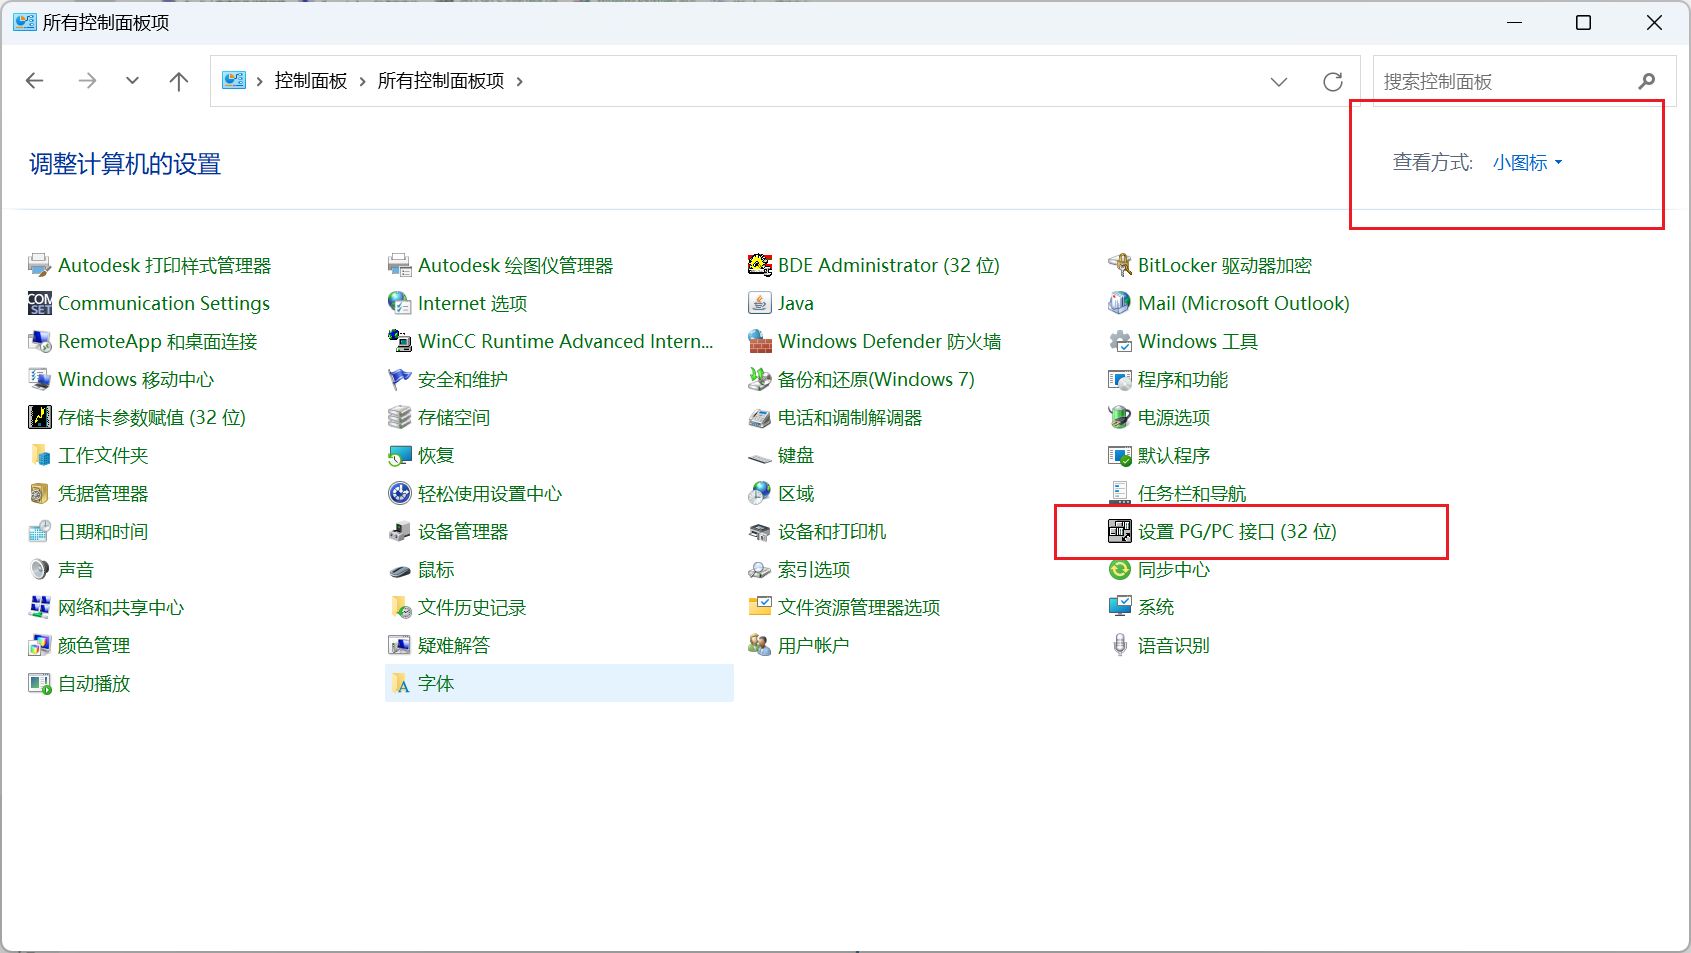 所有控制面板项
控制面板 所有控制面板项
搜索控制面板
调整计算机的设置
查看方式: 小图标
Autodesk 打印样式管理器
Autodesk 绘图仪管理器
BDE Administrator (32 位)
BitLocker 驱动器加密
COM SET
Communication Settings
Internet 选项
Java
Mail (Microsoft Outlook)
RemoteApp 和桌面连接
WinCC Runtime Advanced Intern...
Windows Defender 防火墙
Windows 工具
Windows 移动中心
安全和维护
备份和还原(Windows 7)
程序和功能
存储卡参数赋值 (32 位)
存储空间
电话和调制解调器
电源选项
工作文件夹
恢复
键盘
默认程序
凭据管理器
轻松使用设置中心
区域
任务栏和导航
日期和时间
设备管理器
设备和打印机
设置 PG/PC 接口 (32 位)
声音
鼠标
索引选项
同步中心
网络和共享中心
文件历史记录
文件资源管理器选项
系统
颜色管理
疑难解答
用户帐户
语音识别
自动播放
字体